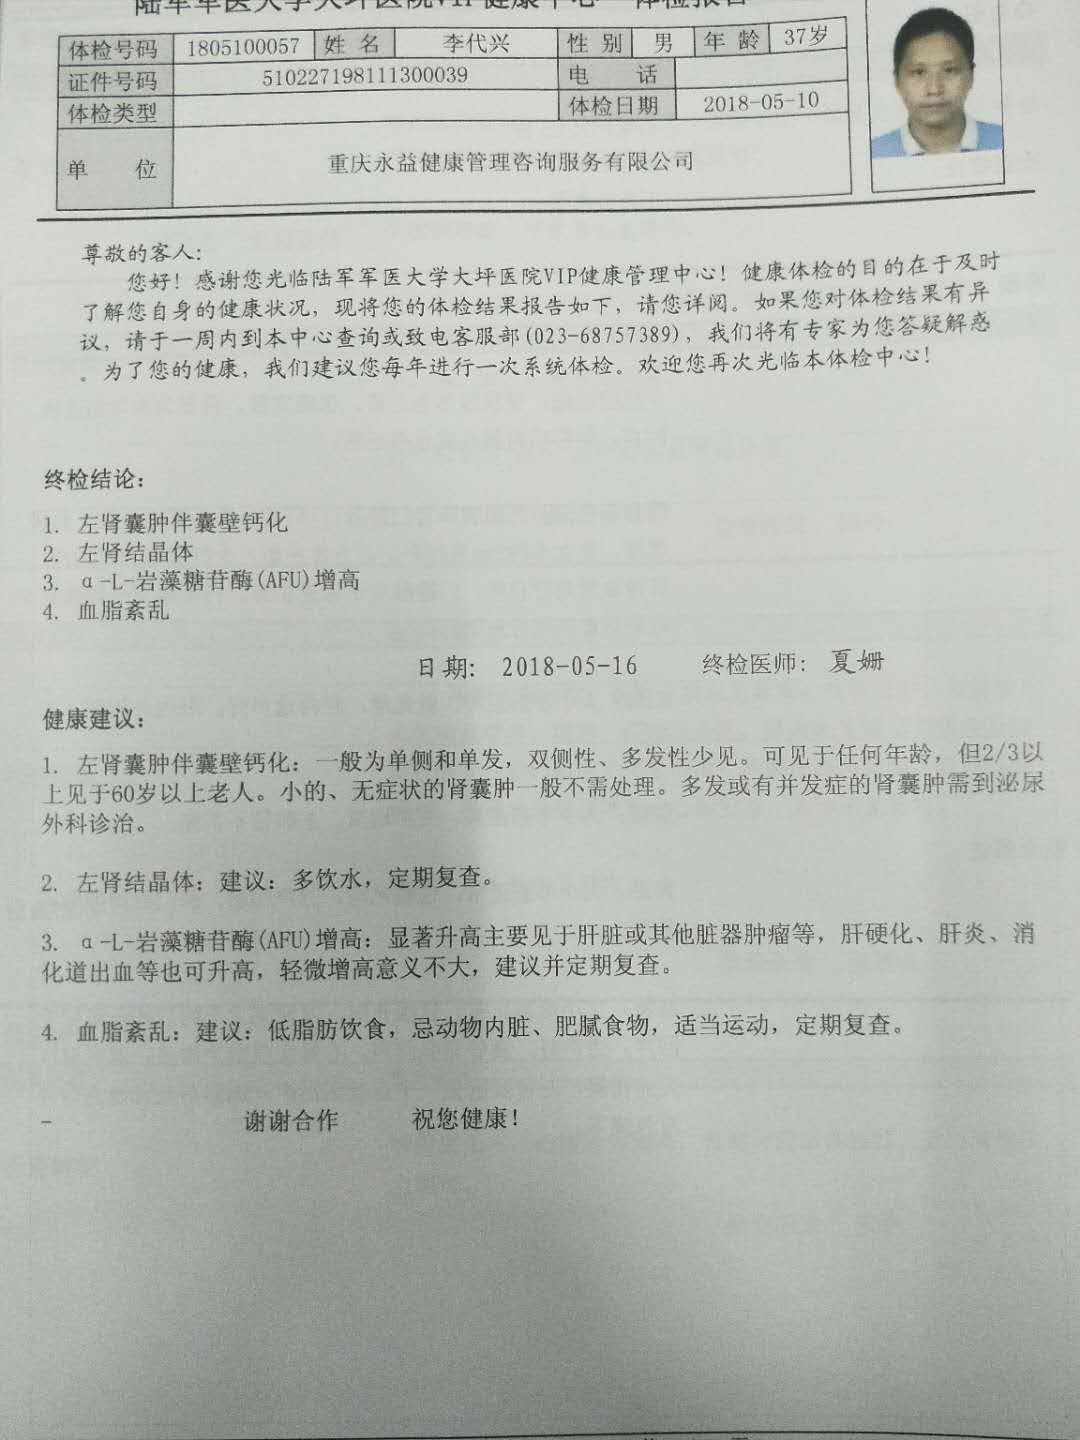 陆军军医大学大坪医院VIP健康中心 体检报告
体检号码 1805100057 姓 名 李代兴 性 别 男 年 龄 37岁
证件号码 510227198111300039 电 话
体检类型 体检日期 2018-05-10
单 位 重庆永益健康管理咨询服务有限公司
尊敬的客人:
您好! 感谢您光临陆军军医大学大坪医院VIP健康管理中心! 健康体检的目的在于及时
了解您自身的健康状况, 现将您的体检结果报告如下, 请您详阅。如果您对体检结果有异
议, 请于一周内到本中心查询或致电客服部(023-68757389), 我们将有专家为您答疑解惑
。为了您的健康, 我们建议您每年进行一次系统体检。欢迎您再次光临本体检中心!
终检结论:
1. 左肾囊肿伴囊壁钙化
2. 左肾结晶体
3. α-L-岩藻糖苷酶(AFU)增高
4. 血脂紊乱
日期: 2018-05-16 终检医师: 夏姗
健康建议:
1. 左肾囊肿伴囊壁钙化: 一般为单侧和单发, 双侧性、多发性少见。可见于任何年龄, 但2/3以
上见于60岁以上老人。小的、无症状的肾囊肿一般不需处理。多发或有并发症的肾囊肿需到泌尿
外科诊治。
2. 左肾结晶体: 建议: 多饮水, 定期复查。
3. α-L-岩藻糖苷酶(AFU)增高: 显著升高主要见于肝脏或其他脏器肿瘤等, 肝硬化、肝炎、消
化道出血等也可升高, 轻微增高意义不大, 建议并定期复查。
4. 血脂紊乱: 建议: 低脂肪饮食, 忌动物内脏、肥腻食物, 适当运动, 定期复查。
- 谢谢合作 祝您健康!